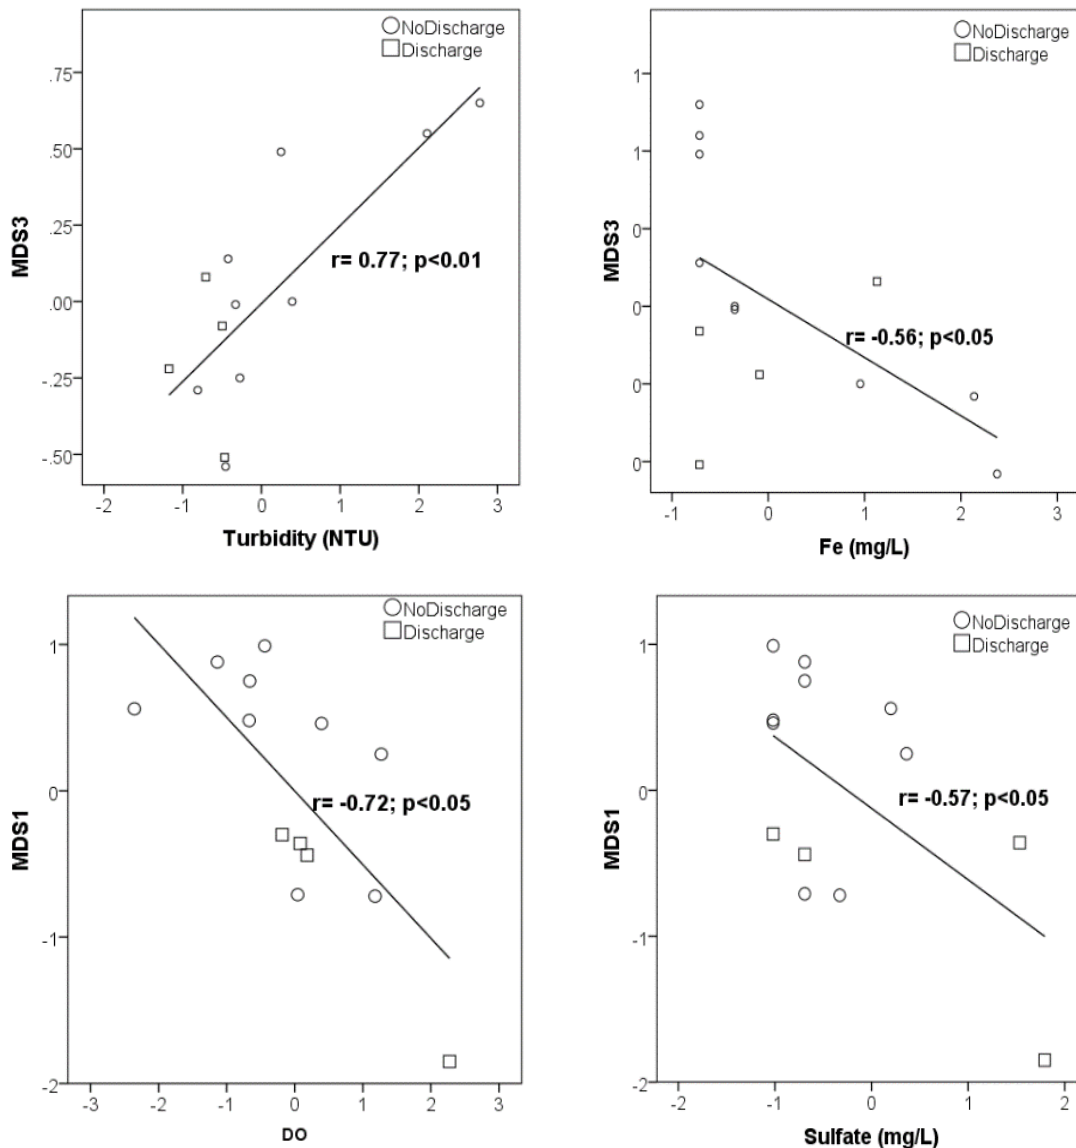 NoDischarge
Discharge
.75
.50
.25
.00
-.25
-.50
MDS3
r= 0.77; p<0.01
-2
-1
0
1
2
3
Turbidity (NTU)
NoDischarge
Discharge
1
1
0
0
0
0
MDS3
r= -0.56; p<0.05
-1
0
1
2
3
Fe (mg/L)
NoDischarge
Discharge
1
0
-1
-2
MDS1
r= -0.72; p<0.05
-3
-2
-1
0
1
2
3
DO
NoDischarge
Discharge
1
0
-1
-2
MDS1
r= -0.57; p<0.05
-2
-1
0
1
2
Sulfate (mg/L)